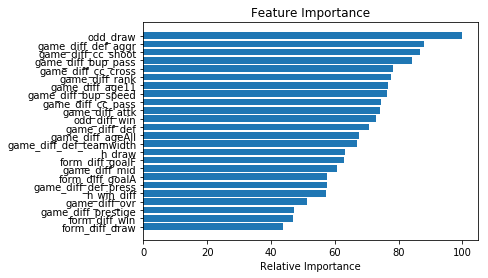 Feature Importance
odd_draw
game_diff_def_aggr
game_diff_cc_shoot
game_diff_bup_pass
game_diff_cc_cross
game_diff_rank
game_diff_age11
game_diff_bup_speed
game_diff_cc_pass
game_diff_attk
odd_diff_win
game_diff_def
game_diff_ageAll
game_diff_def_teamwidth
h_draw
form_diff_goalF
game_diff_mid
form_diff_goalA
game_diff_def_press
h_win_diff
game_diff_ovr
game_diff_prestige
form_diff_win
form_diff_draw
0 20 40 60 80 100
Relative Importance